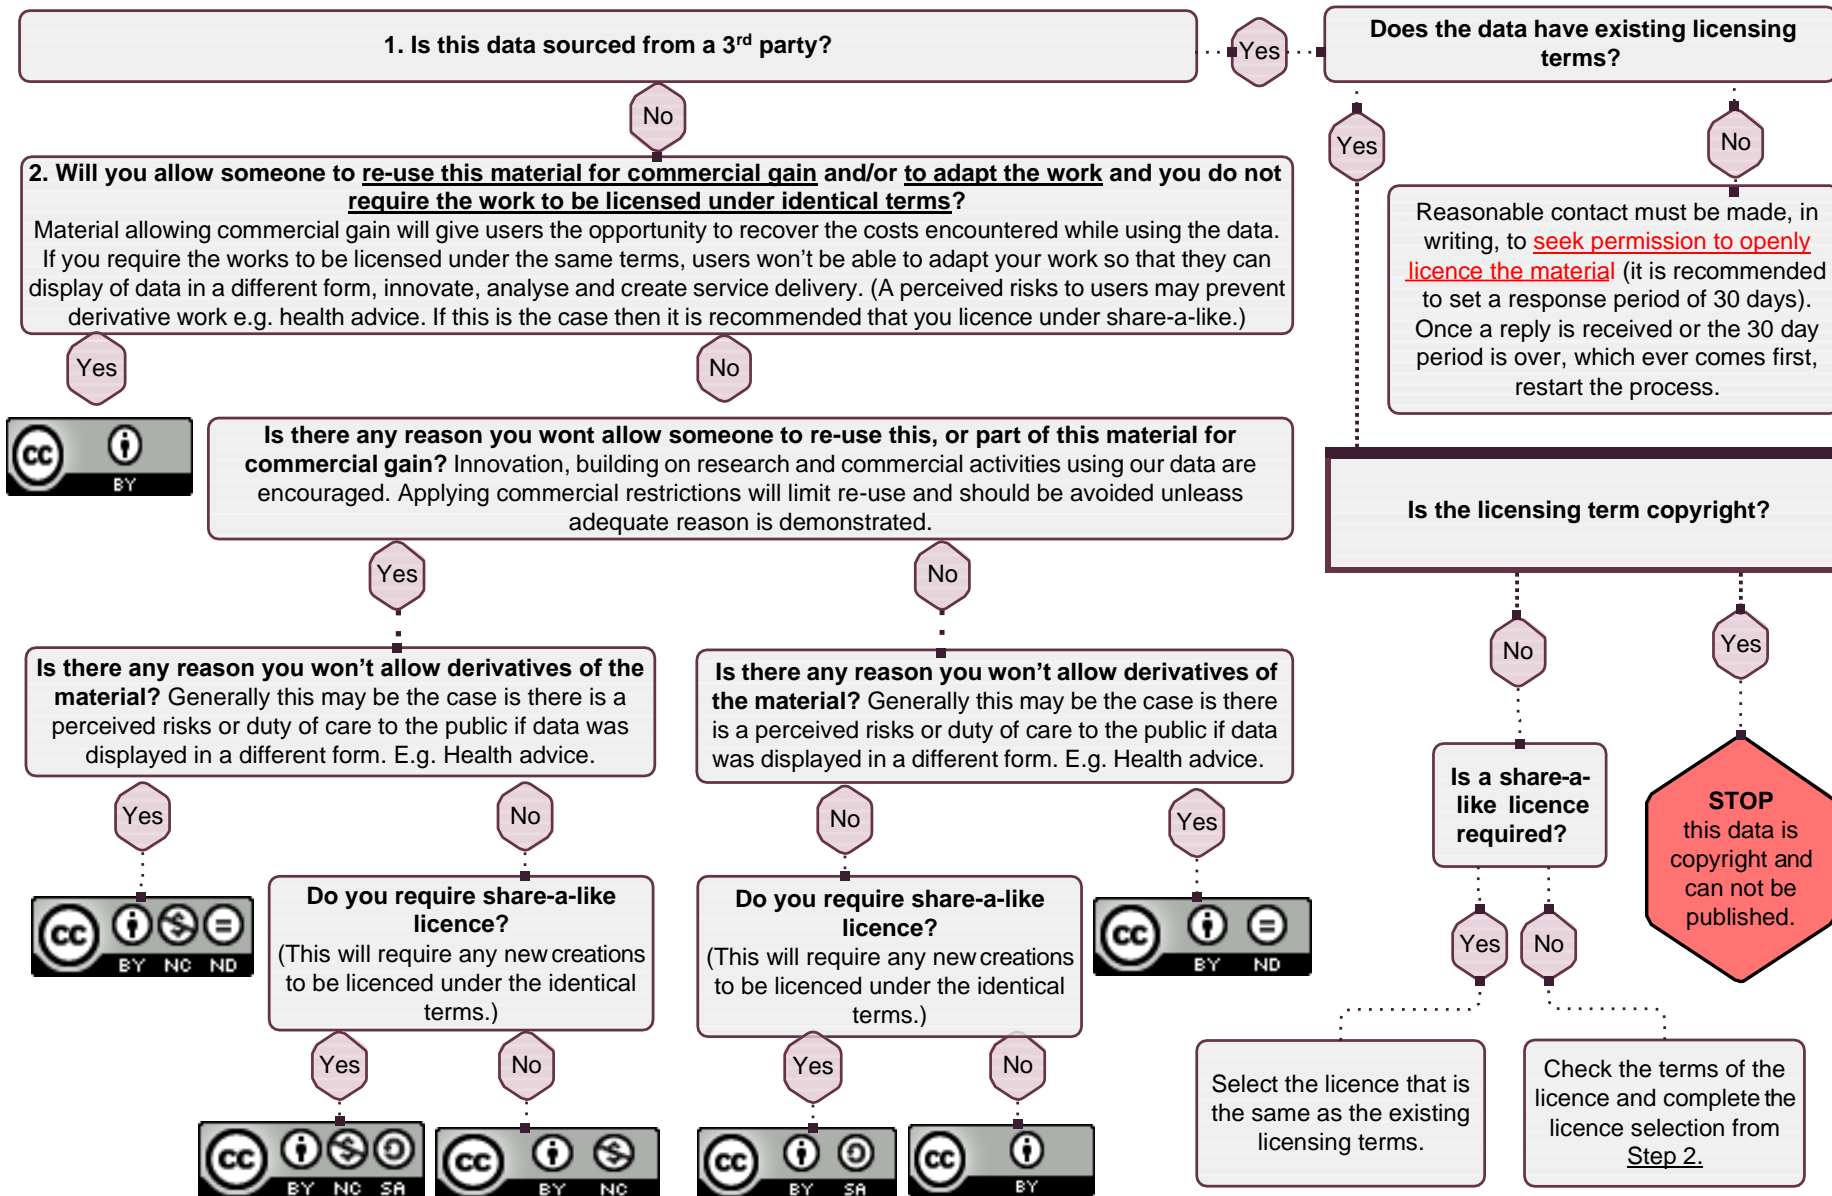 1. Is this data sourced from a 3rd party?
Yes
Does the data have existing licensing
terms?
No
Yes
No
2. Will you allow someone to re-use this material for commercial gain and/or to adapt the work and you do not
require the work to be licensed under identical terms?
Material allowing commercial gain will give users the opportunity to recover the costs encountered while using the data.
If you require the works to be licensed under the same terms, users won't be able to adapt your work so that they can
display of data in a different form, innovate, analyse and create service delivery. (A perceived risks to users may prevent
derivative work e.g. health advice. If this is the case then it is recommended that you licence under share-a-like.)
Reasonable contact must be made, in
writing, to seek permission to openly
licence the material (it is recommended
to set a response period of 30 days).
Once a reply is received or the 30 day
period is over, which ever comes first,
restart the process.
Yes
No
CC
BY
Is there any reason you wont allow someone to re-use this, or part of this material for
commercial gain? Innovation, building on research and commercial activities using our data are
encouraged. Applying commercial restrictions will limit re-use and should be avoided unleass
adequate reason is demonstrated.
Is the licensing term copyright?
Yes
No
No
Yes
Is there any reason you won't allow derivatives of the
material? Generally this may be the case is there is a
perceived risks or duty of care to the public if data was
displayed in a different form. E.g. Health advice.
Is there any reason you won't allow derivatives of
the material? Generally this may be the case is there
is a perceived risks or duty of care to the public if data
was displayed in a different form. E.g. Health advice.
Is a share-a-
like licence
required?
STOP
this data is
copyright and
can not be
published.
Yes
No
No
Yes
CC
BY NC ND
Do you require share-a-like
licence?
(This will require any new creations
to be licenced under the identical
terms.)
Do you require share-a-like
licence?
(This will require any new creations
to be licenced under the identical
terms.)
CC
BY ND
Yes
No
Yes
No
Yes
No
Select the licence that is
the same as the existing
licensing terms.
Check the terms of the
licence and complete the
licence selection from
Step 2.
CC
BY NC SA
CC
BY NC
CC
BY SA
CC
BY